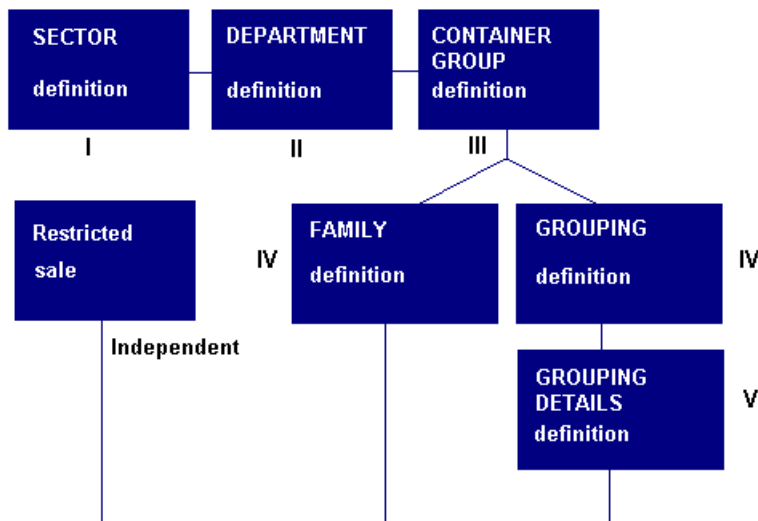 SECTOR
definition
DEPARTMENT
definition
CONTAINER
GROUP
definition
I
II
III
Restricted
sale
Independent
IV
FAMILY
definition
GROUPING
definition
IV
GROUPING
DETAILS
definition
V